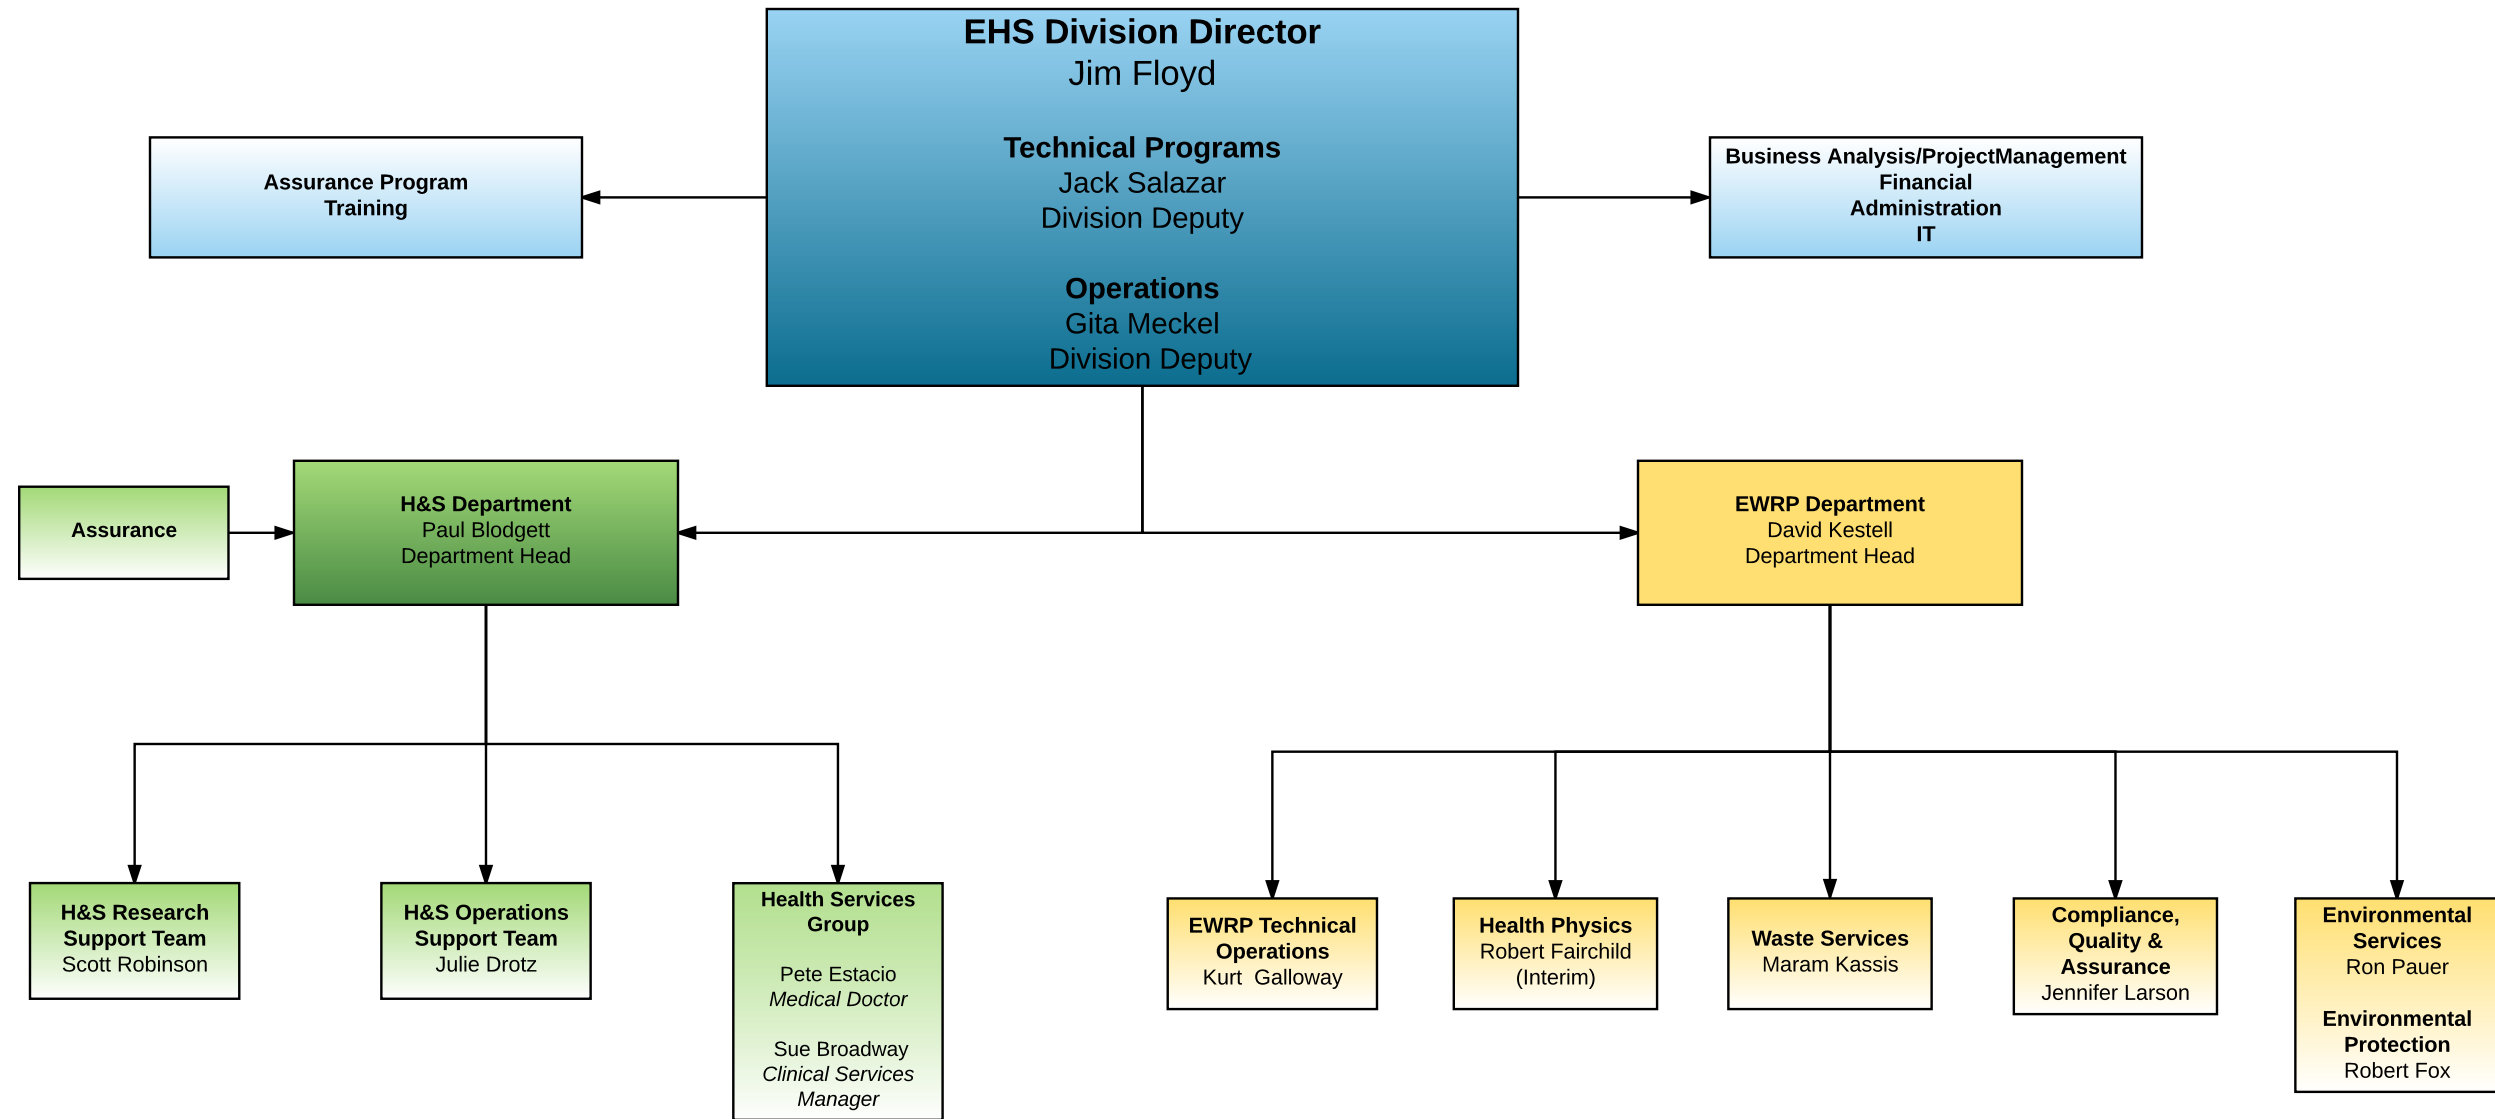 EHS Division Director
Jim Floyd
Technical Programs
Jack Salazar
Division Deputy
Operations
Gita Meckel
Division Deputy
Assurance Program
Training
Business Analysis/ProjectManagement
Financial
Administration
IT
Assurance
H&S Department
Paul Blodgett
Department Head
EWRP Department
David Kestell
Department Head
H&S Research
Support Team
Scott Robinson
H&S Operations
Support Team
Julie Drotz
Health Services
Group
Pete Estacio
Medical Doctor
Sue Broadway
Clinical Services
Manager
EWRP Technical
Operations
Kurt  Galloway
Health Physics
Robert Fairchild
(Interim)
Waste Services
Maram Kassis
Compliance,
Quality &
Assurance
Jennifer Larson
Environmental
Services
Ron Pauer
Environmental
Protection
Robert Fox